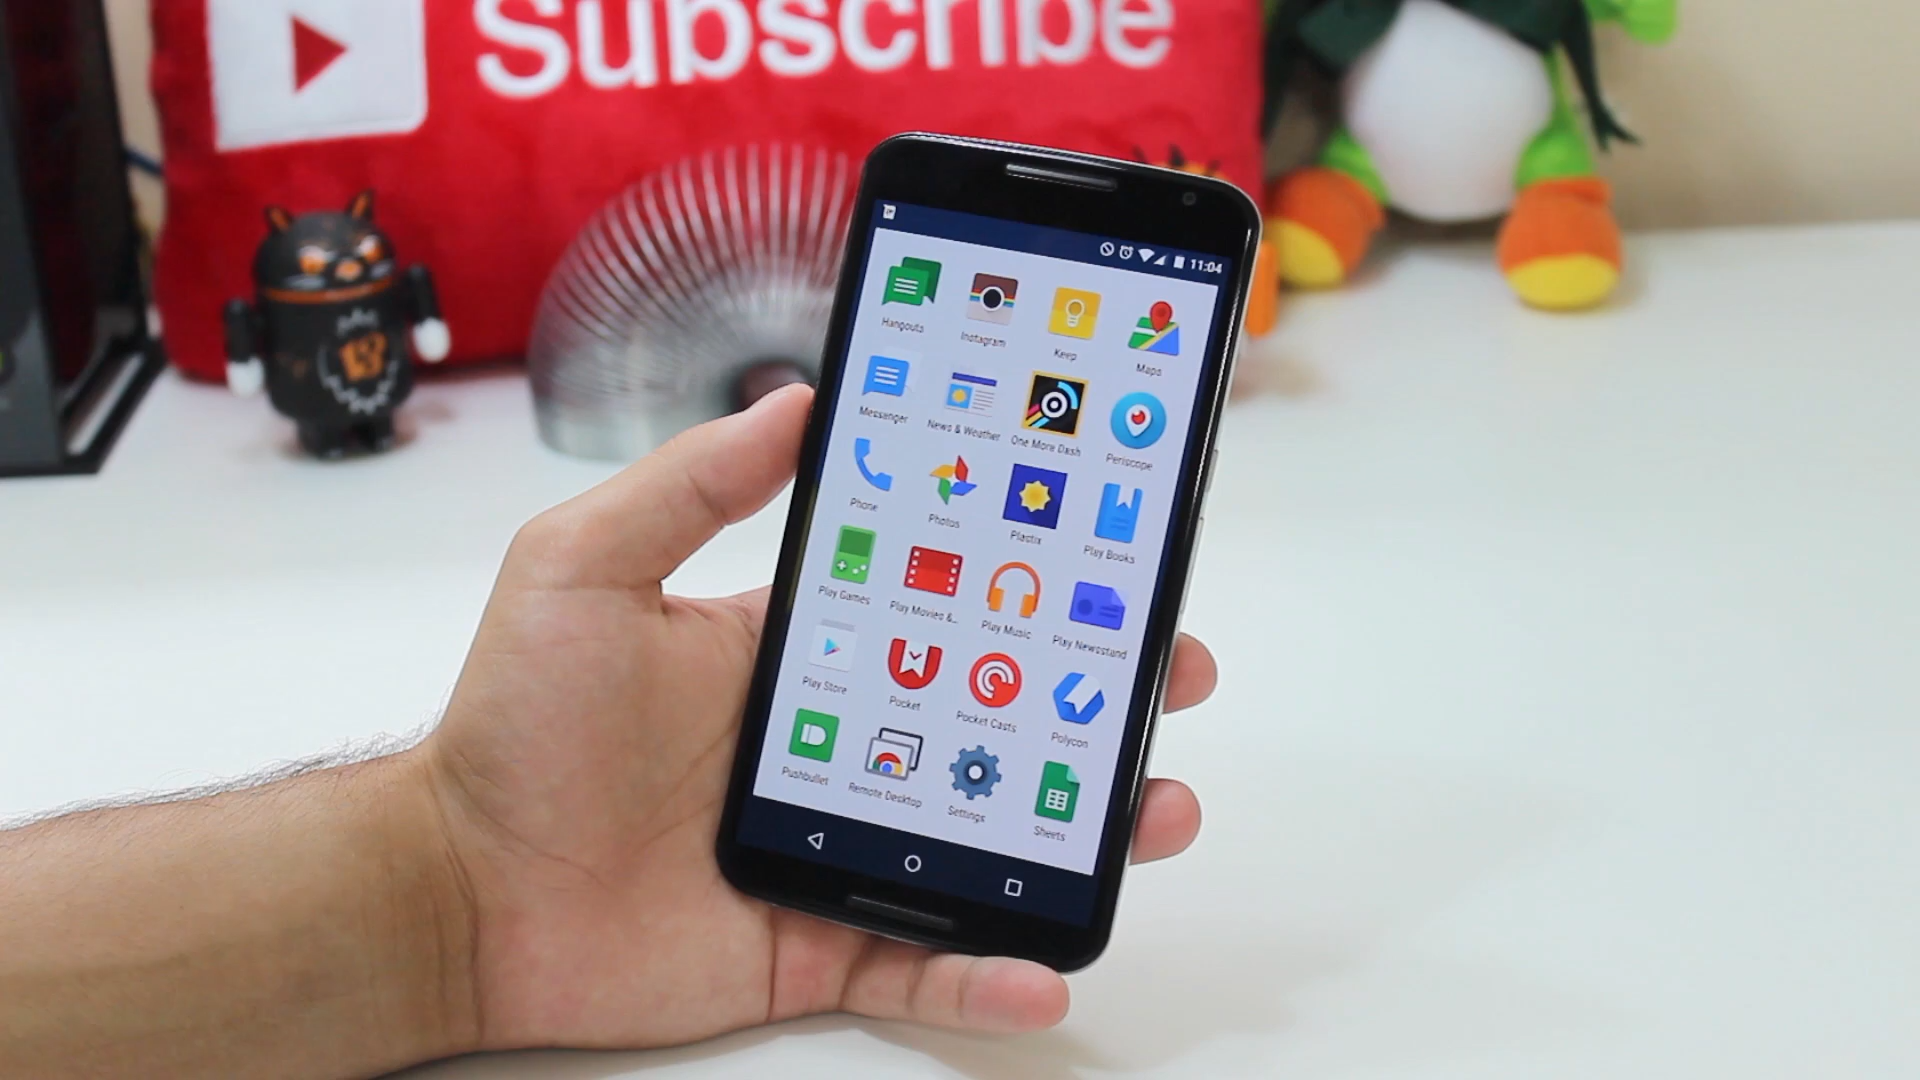 Subscribe
11:04
Hangouts
Instagram
Keep
Maps
Messenger
News & Weather
One More Dash
Periscope
Phone
Photos
Plastix
Play Books
Play Games
Play Movies &..
Play Music
Play Newsstand
Play Store
Pocket
Pocket Casts
Polycon
Pushbullet
Remote Desktop
Settings
Sheets